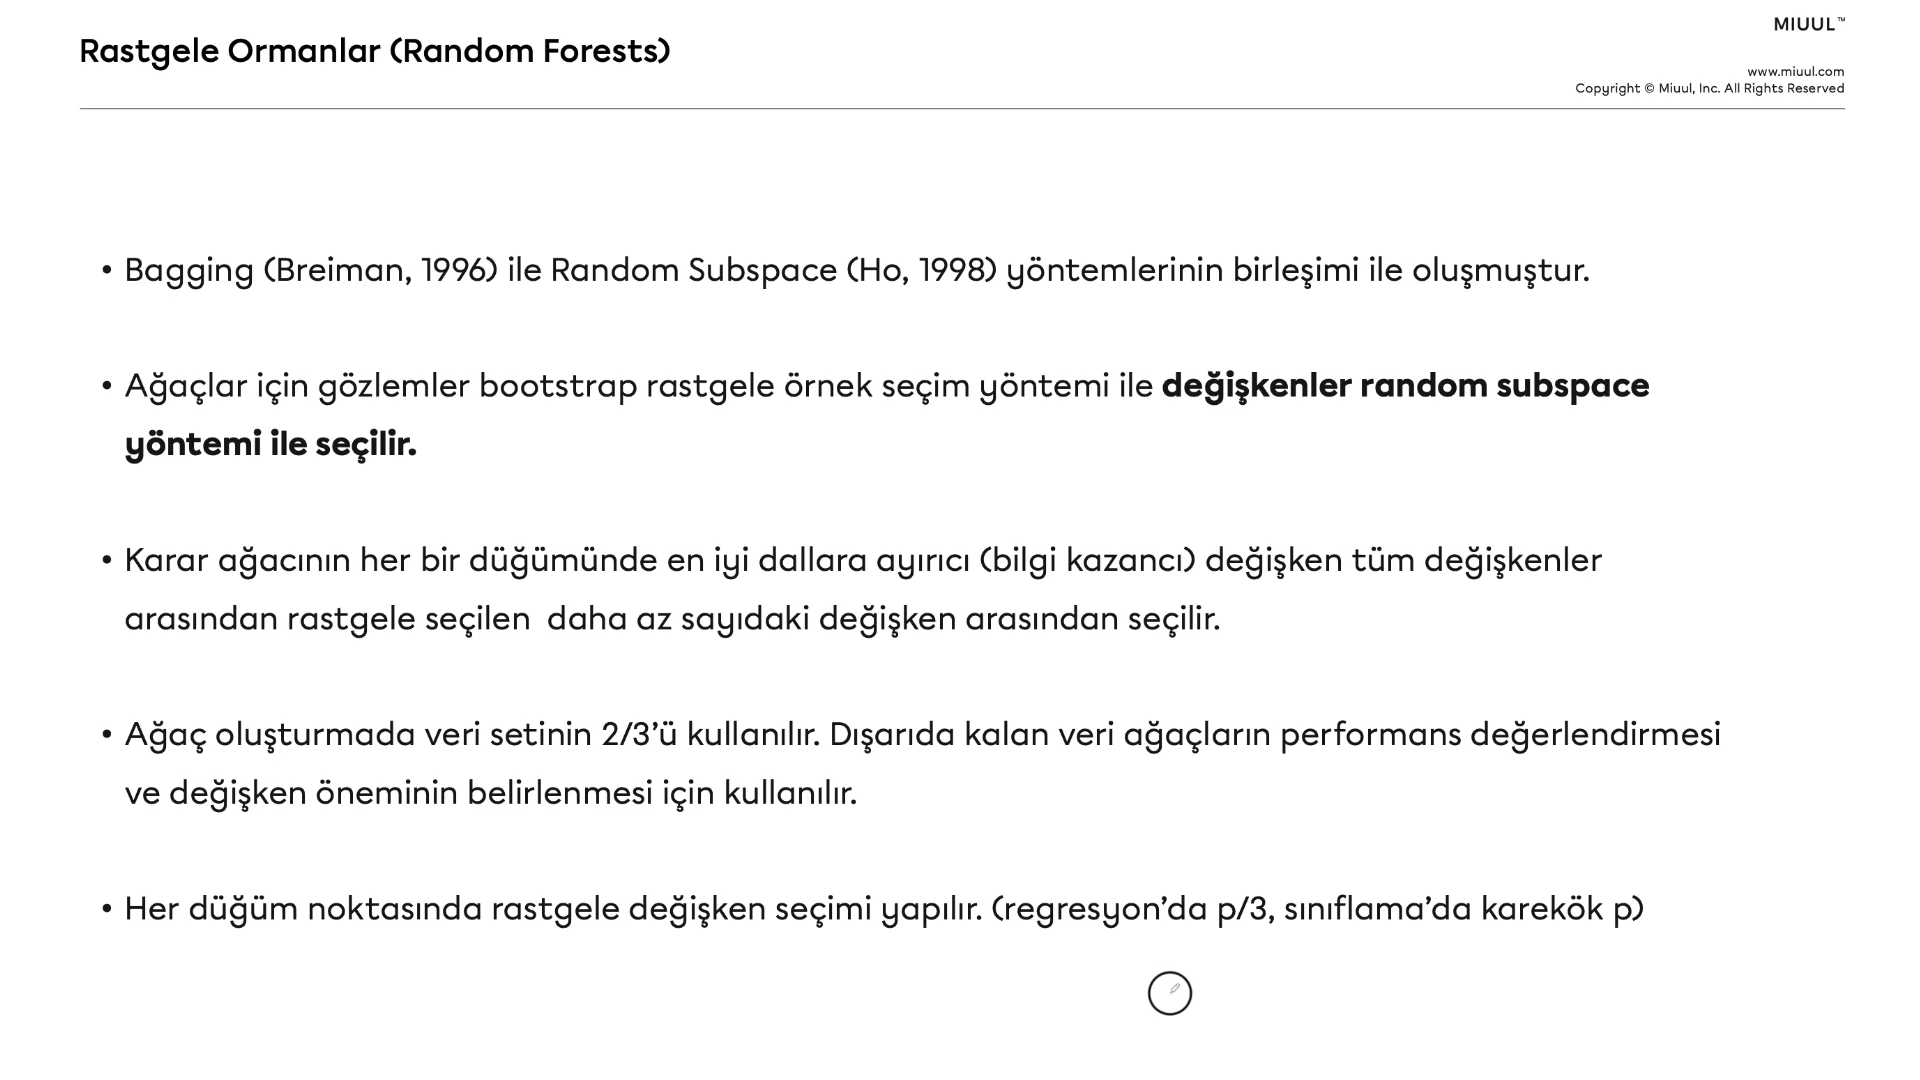 MIUUL™
Rastgele Ormanlar (Random Forests)
www.miuul.com
Copyright © Miuul, Inc. All Rights Reserved
• Bagging (Breiman, 1996) ile Random Subspace (Ho, 1998) yöntemlerinin birleşimi ile oluşmuştur.
• Ağaçlar için gözlemler bootstrap rastgele örnek seçim yöntemi ile değişkenler random subspace
yöntemi ile seçilir.
• Karar ağacının her bir düğümünde en iyi dallara ayırıcı (bilgi kazancı) değişken tüm değişkenler
arasından rastgele seçilen  daha az sayıdaki değişken arasından seçilir.
• Ağaç oluşturmada veri setinin 2/3’ü kullanılır. Dışarıda kalan veri ağaçların performans değerlendirmesi
ve değişken öneminin belirlenmesi için kullanılır.
• Her düğüm noktasında rastgele değişken seçimi yapılır. (regresyon’da p/3, sınıflama’da karekök p)